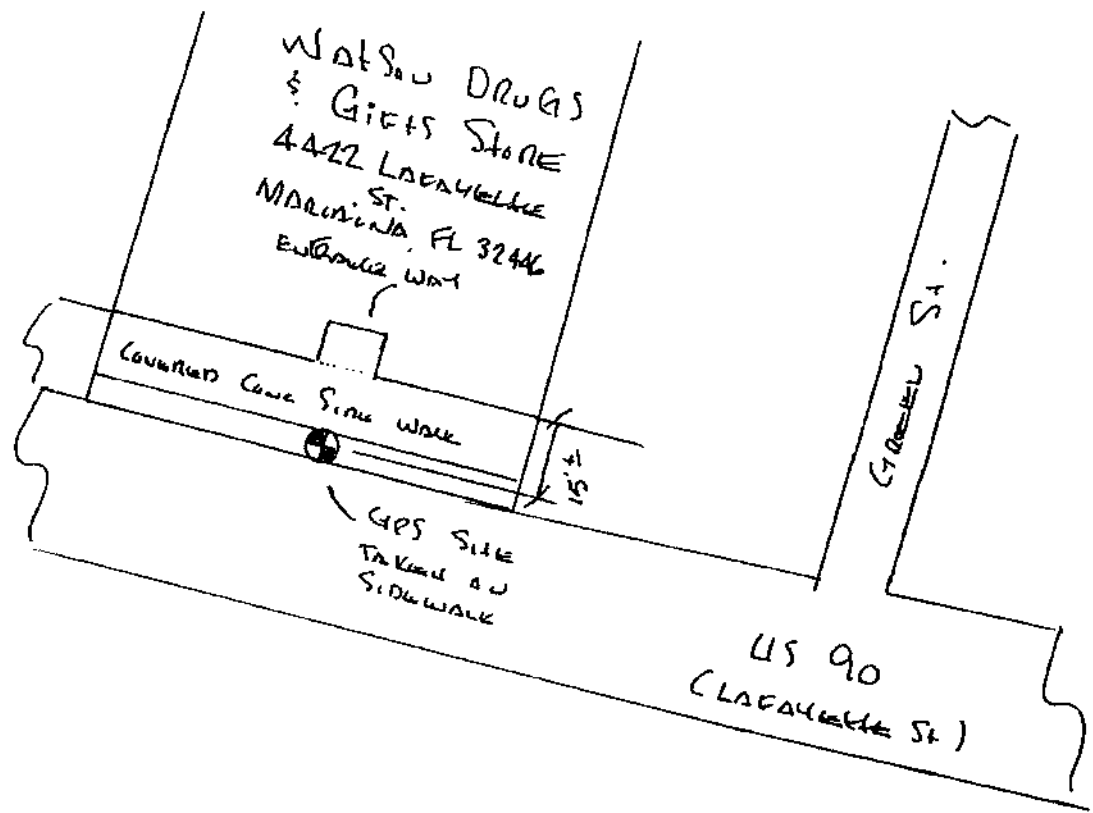 WATSON DRUGS
& GIFTS STORE
4422 LAFAYETTE
ST.
MARIANNA, FL 32446
ENTRANCE WAY
COVERED CONC SIDE WALK
15'±
GPS SITE
TAKEN ON
SIDEWALK
GREEN St.
US 90
(LAFAYETTE St)